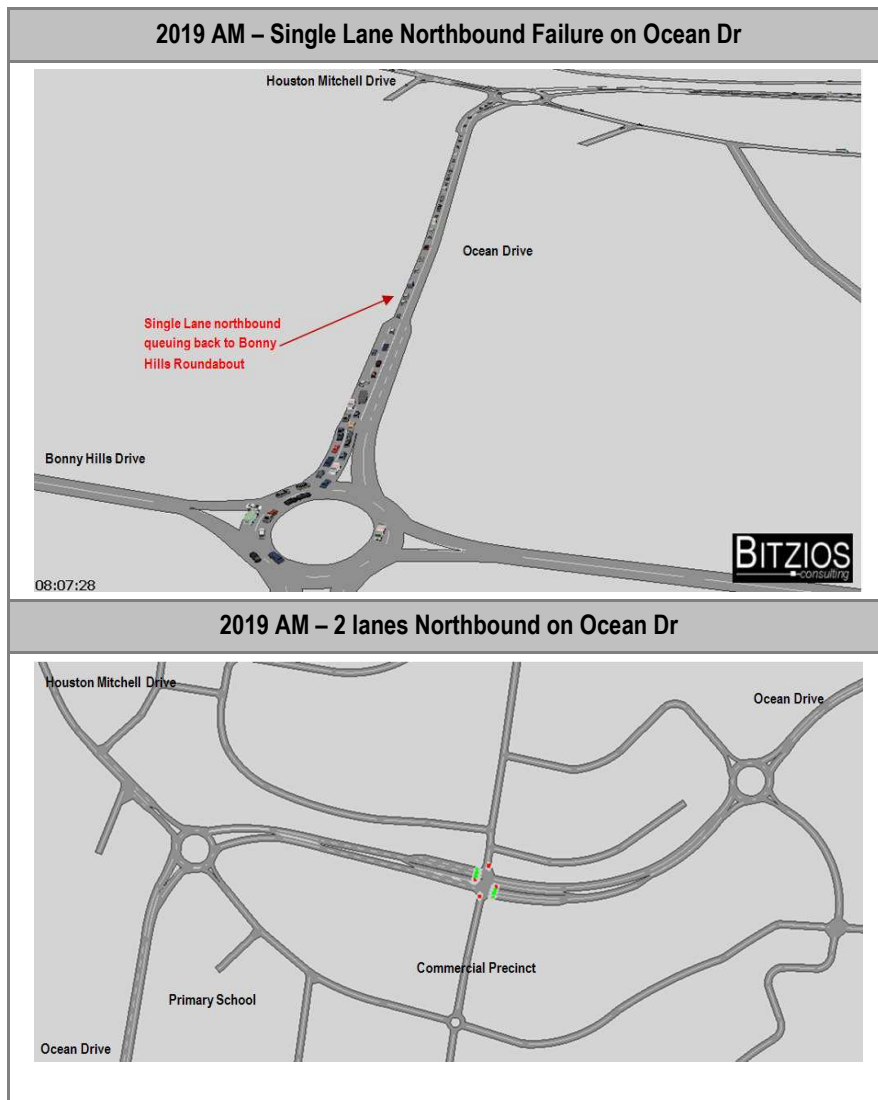 2019 AM – Single Lane Northbound Failure on Ocean Dr
Houston Mitchell Drive
Ocean Drive
Single Lane northbound
queuing back to Bonny
Hills Roundabout
Bonny Hills Drive
BITZIOS
consulting
08:07:28
2019 AM – 2 lanes Northbound on Ocean Dr
Houston Mitchell Drive
Ocean Drive
Commercial Precinct
Primary School
Ocean Drive